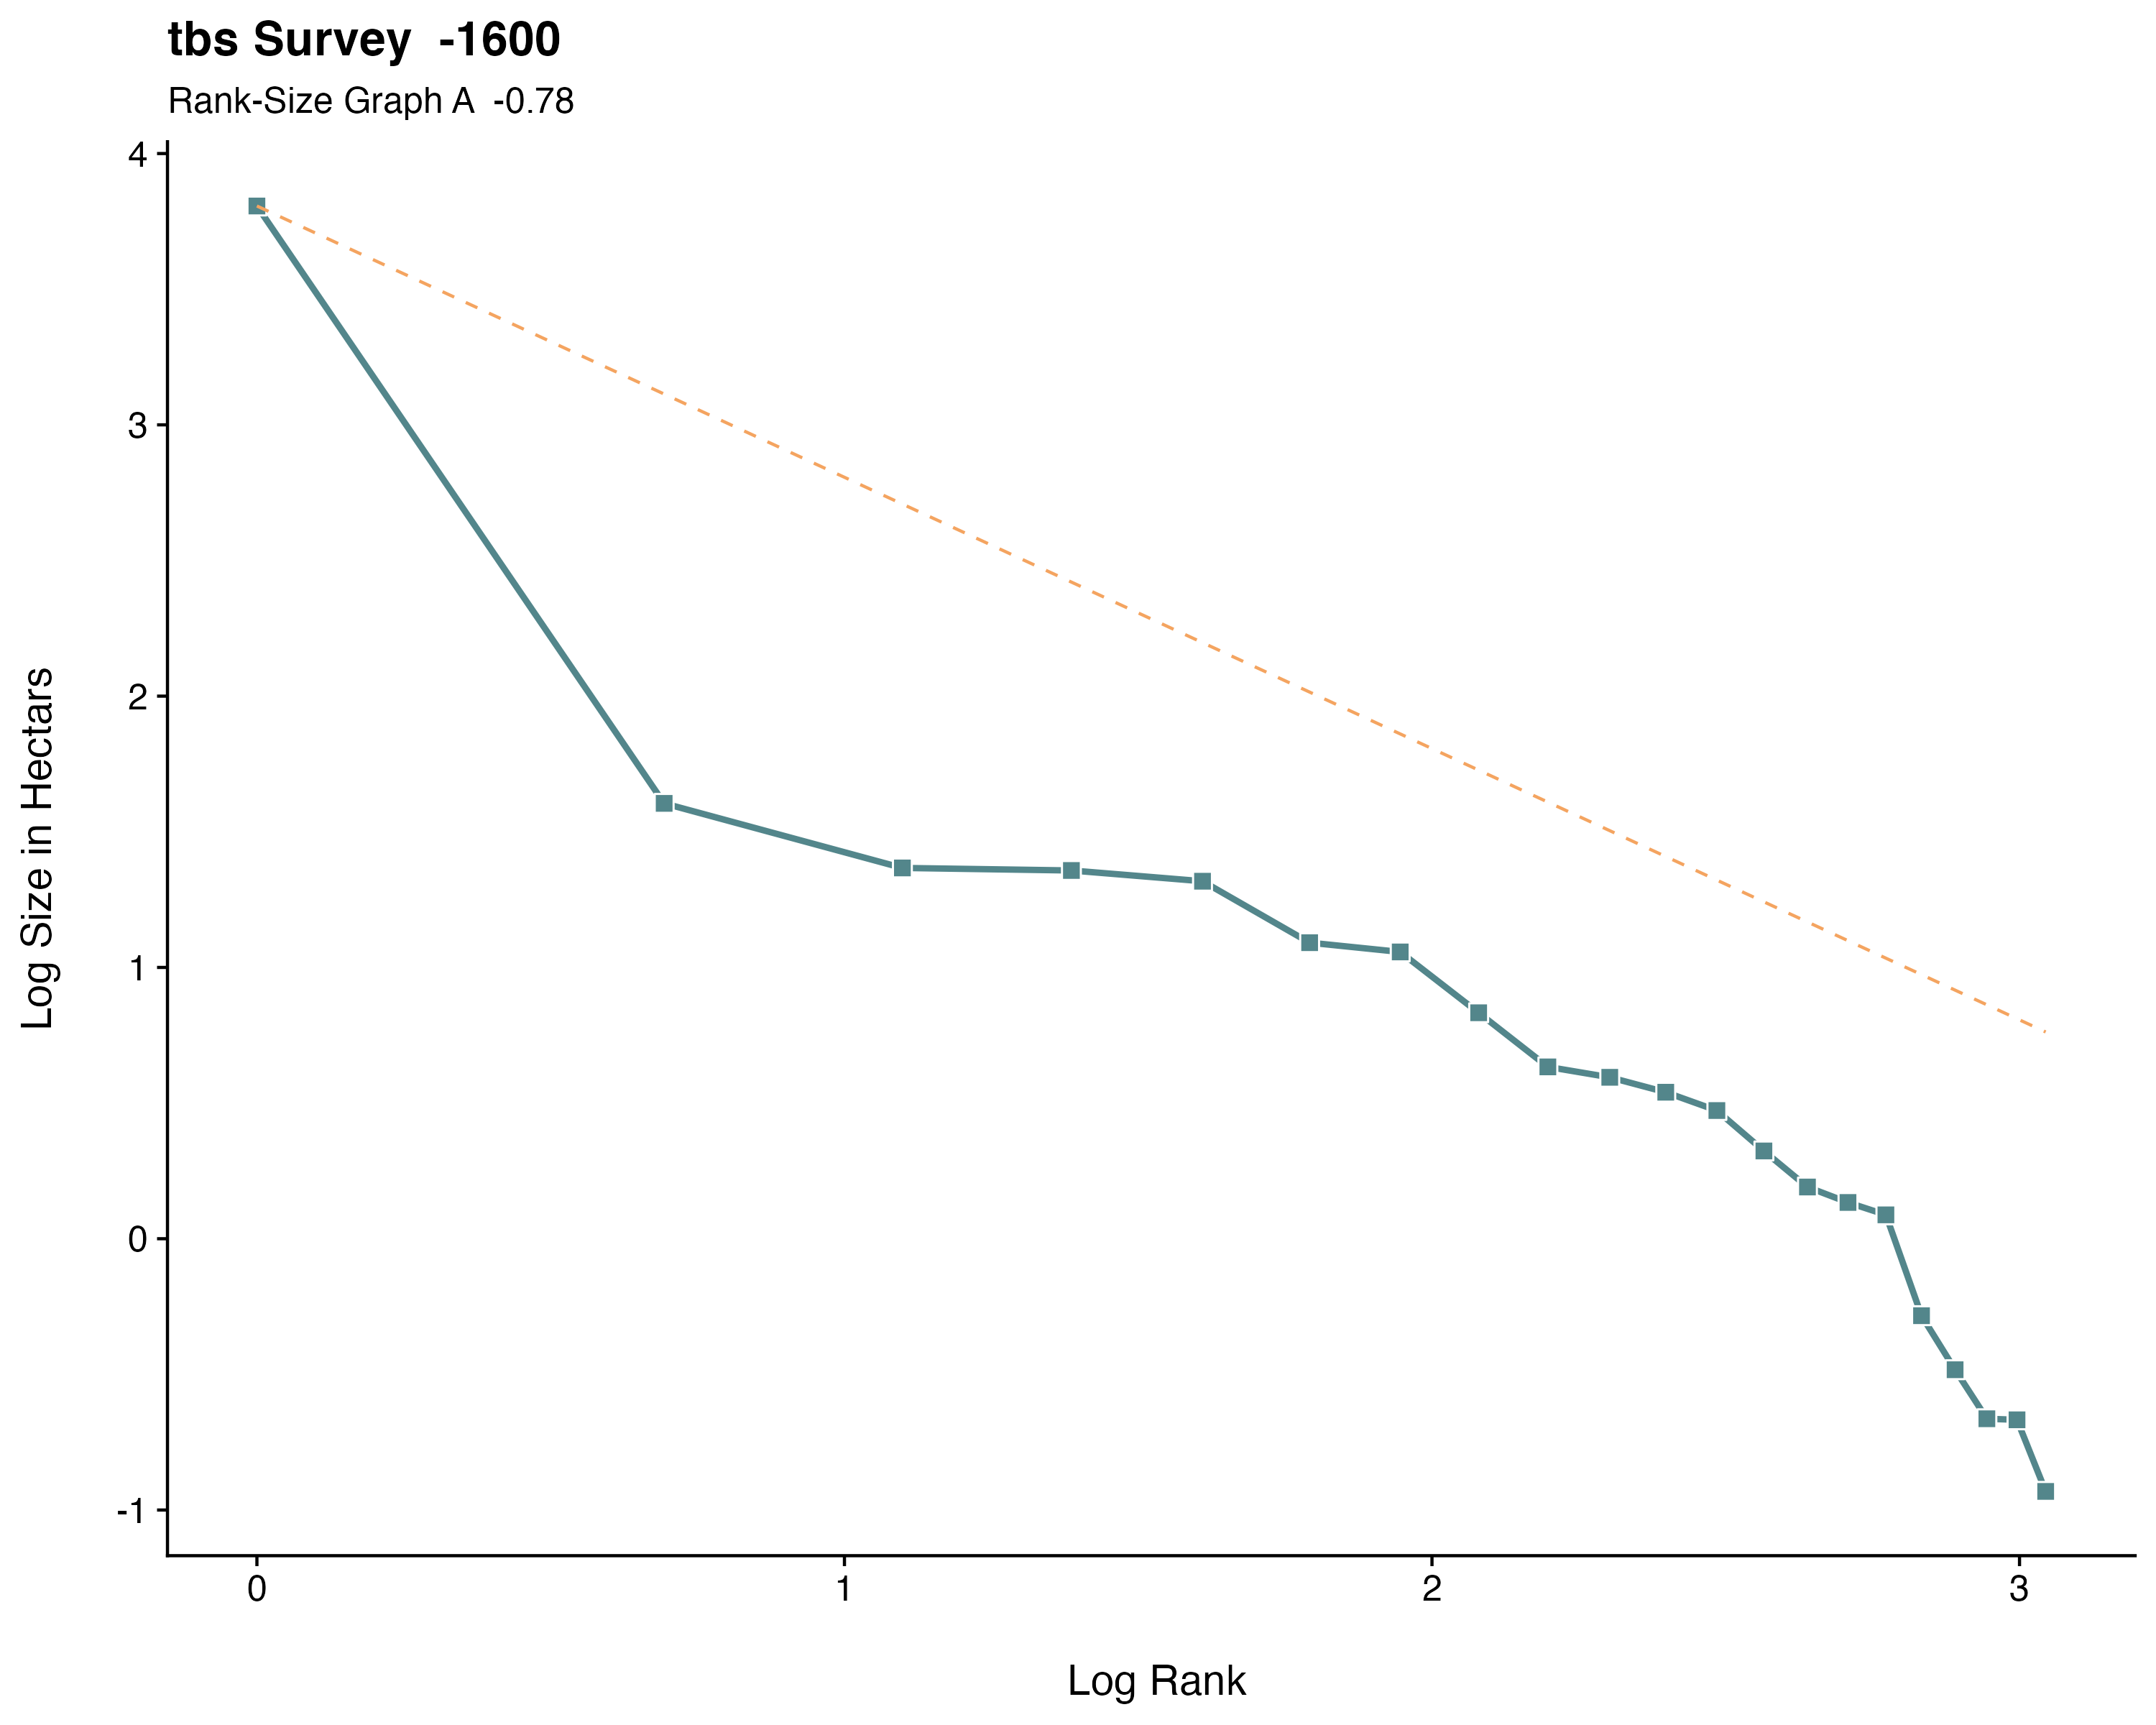 tbs Survey  -1600
Rank-Size Graph A  -0.78
4
3
2
1
0
-1
Log Size in Hectars
0 1 2 3
Log Rank